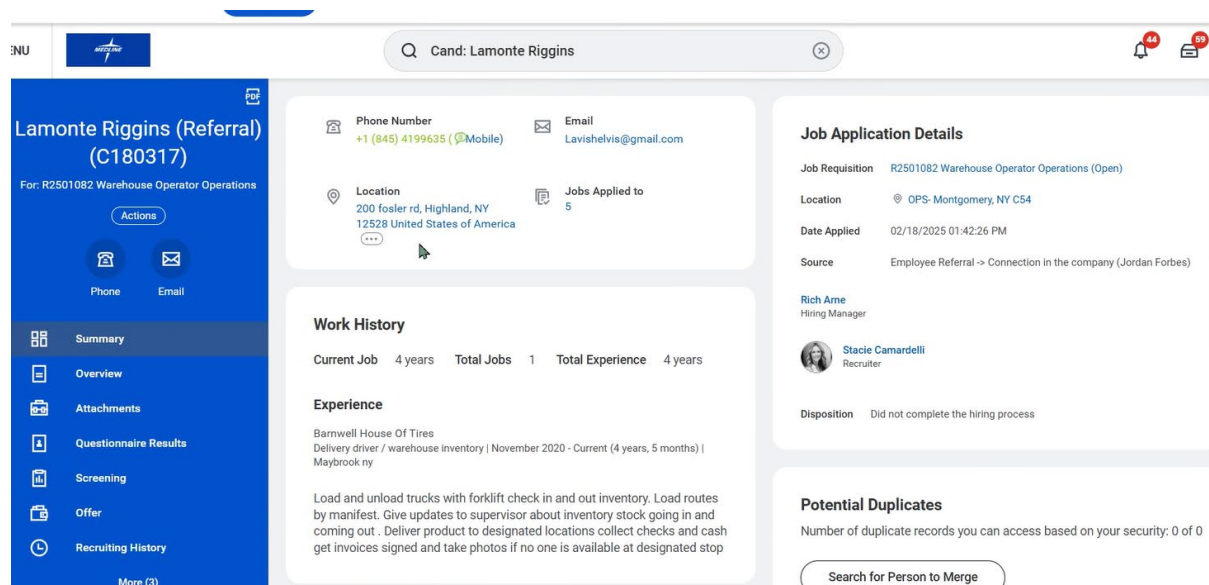 ENU
MEDLINE
Cand: Lamonte Riggins
44
59
PDF
Lamonte Riggins (Referral)
(C180317)
For: R2501082 Warehouse Operator Operations
Actions
Phone
Email
Summary
Overview
Attachments
Questionnaire Results
Screening
Offer
Recruiting History
More (3)
Phone Number
+1 (845) 4199635 (Mobile)
Email
Lavishelvis@gmail.com
Location
200 fosler rd, Highland, NY
12528 United States of America
Jobs Applied to
5
Work History
Current Job 4 years Total Jobs 1 Total Experience 4 years
Experience
Barnwell House Of Tires
Delivery driver / warehouse inventory | November 2020 - Current (4 years, 5 months) |
Maybrook ny
Load and unload trucks with forklift check in and out inventory. Load routes
by manifest. Give updates to supervisor about inventory stock going in and
coming out . Deliver product to designated locations collect checks and cash
get invoices signed and take photos if no one is available at designated stop
Job Application Details
Job Requisition R2501082 Warehouse Operator Operations (Open)
Location OPS- Montgomery, NY C54
Date Applied 02/18/2025 01:42:26 PM
Source Employee Referral -> Connection in the company (Jordan Forbes)
Rich Arne
Hiring Manager
Stacie Camardelli
Recruiter
Disposition Did not complete the hiring process
Potential Duplicates
Number of duplicate records you can access based on your security: 0 of 0
Search for Person to Merge